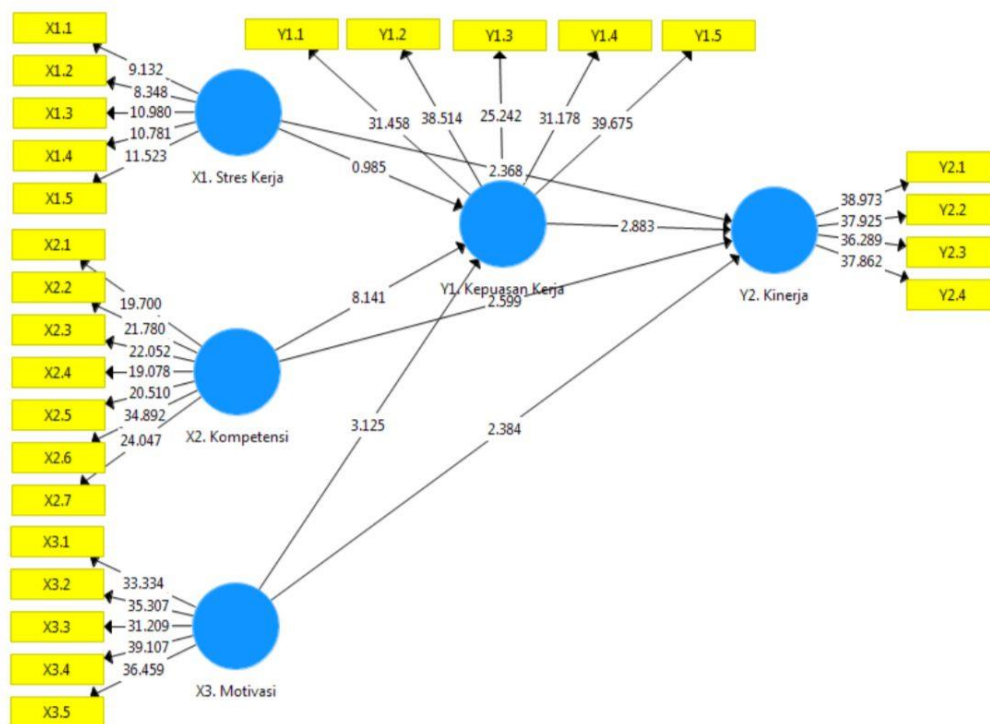 X1.1
X1.2
X1.3
X1.4
X1.5
9.132
8.348
10.980
10.781
11.523
X1. Stres Kerja
Y1.1
Y1.2
Y1.3
Y1.4
Y1.5
31.458
38.514
25.242
31.178
39.675
0.985
2.368
Y1. Kepuasan Kerja
2.883
Y2. Kinerja
38.973
37.925
36.289
37.862
Y2.1
Y2.2
Y2.3
Y2.4
X2.1
X2.2
X2.3
X2.4
X2.5
X2.6
X2.7
19.700
21.780
22.052
19.078
20.510
34.892
24.047
X2. Kompetensi
8.141
2.599
X3.1
X3.2
X3.3
X3.4
X3.5
33.334
35.307
31.209
39.107
36.459
X3. Motivasi
3.125
2.384